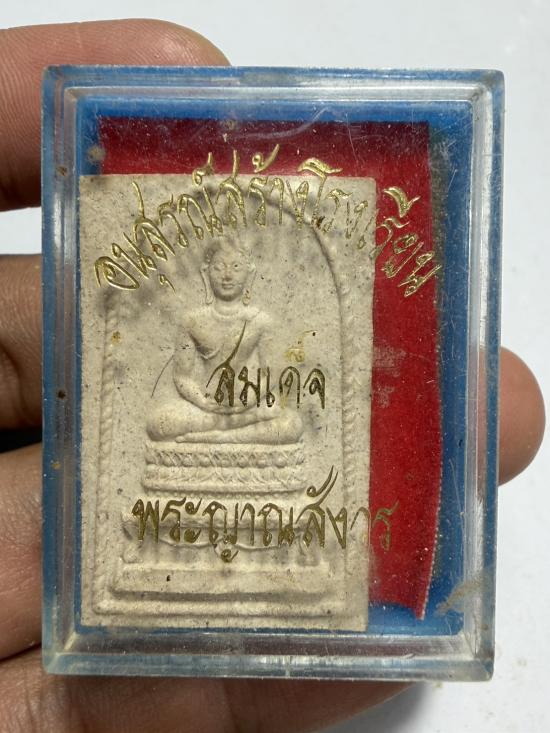 อนุสรณ์สร้างโรงเรียน
สมเด็จ
พระญาณสังวร